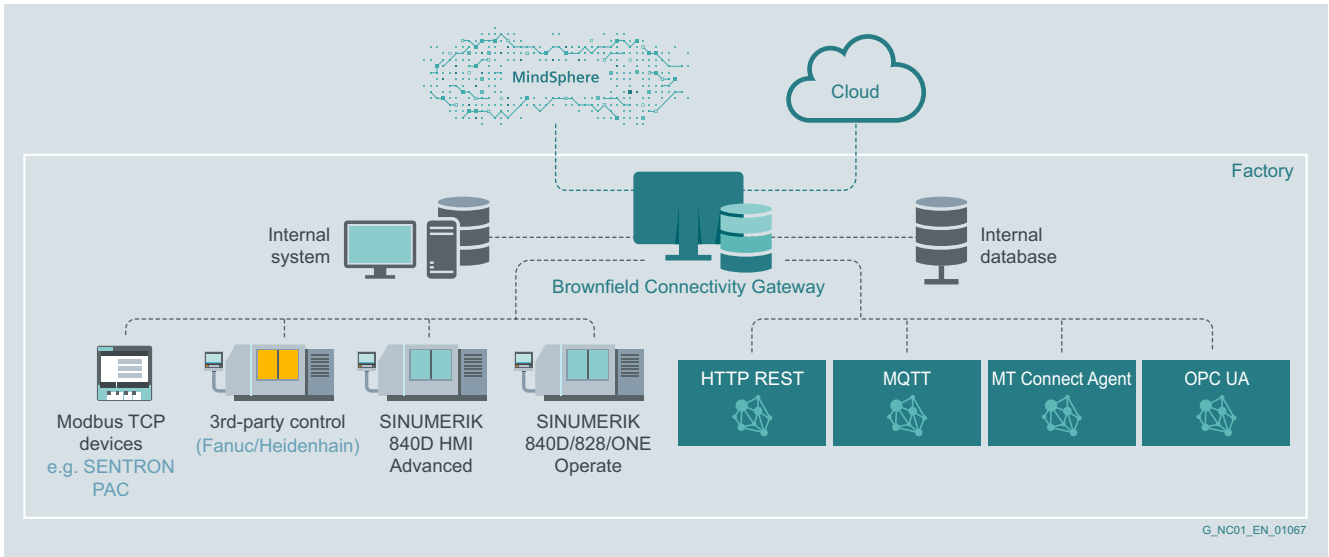 MindSphere
Cloud
Factory
Internal
system
Internal
database
Brownfield Connectivity Gateway
Modbus TCP
devices
e.g. SENTRON
PAC
3rd-party control
(Fanuc/Heidenhain)
SINUMERIK
840D HMI
Advanced
SINUMERIK
840D/828/ONE
Operate
HTTP REST
MQTT
MT Connect Agent
OPC UA
G_NC01_EN_01067